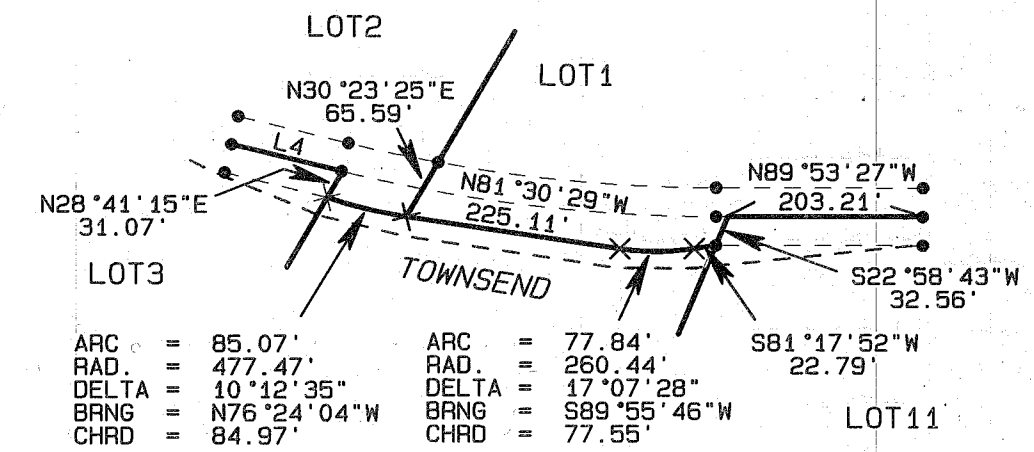 LOT2
LOT1
N30°23'25"E
65.59'
L4
N81°30'29"W
225.11'
N89°53'27"W
203.21'
N28°41'15"E
31.07'
LOT3
TOWNSEND
S22°58'43"W
32.56'
S81°17'52"W
22.79'
LOT11
ARC = 85.07'
RAD. = 477.47'
DELTA = 10°12'35"
BRNG = N76°24'04"W
CHRD = 84.97'
ARC = 77.84'
RAD. = 260.44'
DELTA = 17°07'28"
BRNG = S89°55'46"W
CHRD = 77.55'